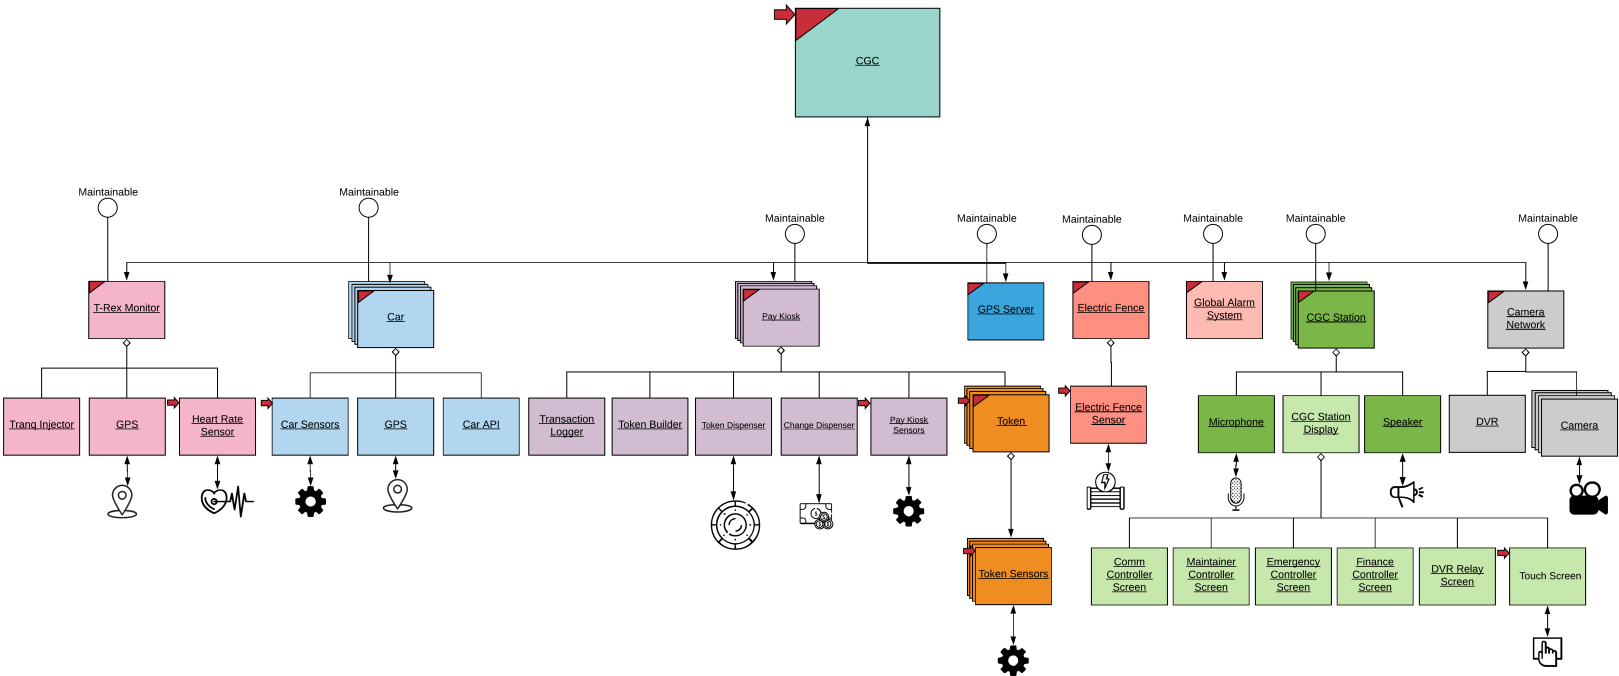 CGC
Maintainable
Maintainable
Maintainable
Maintainable
Maintainable
Maintainable
Maintainable
Maintainable
T-Rex Monitor
Car
Pay Kiosk
GPS Server
Electric Fence
Global Alarm
System
CGC Station
Camera
Network
Tranq Injector
GPS
Heart Rate
Sensor
Car Sensors
GPS
Car API
Transaction
Logger
Token Builder
Token Dispenser
Change Dispenser
Pay Kiosk
Sensors
Token
Electric Fence
Sensor
Microphone
CGC Station
Display
Speaker
DVR
Camera
Token Sensors
Comm
Controller
Screen
Maintainer
Controller
Screen
Emergency
Controller
Screen
Finance
Controller
Screen
DVR Relay
Screen
Touch Screen